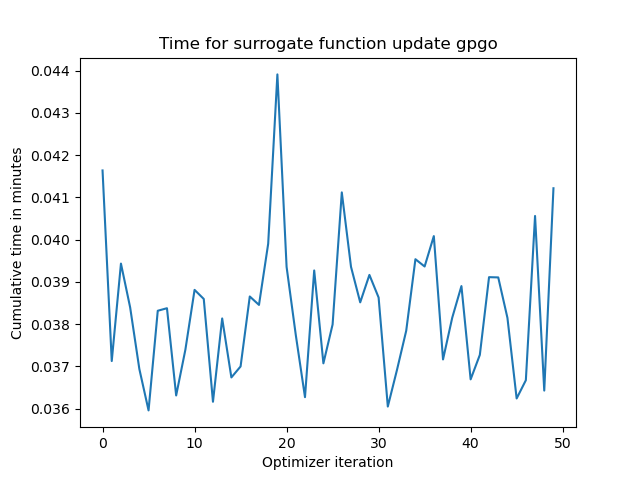 Time for surrogate function update gpgo
0.044
0.043
0.042
0.041
0.040
0.039
0.038
0.037
0.036
Cumulative time in minutes
0 10 20 30 40 50
Optimizer iteration